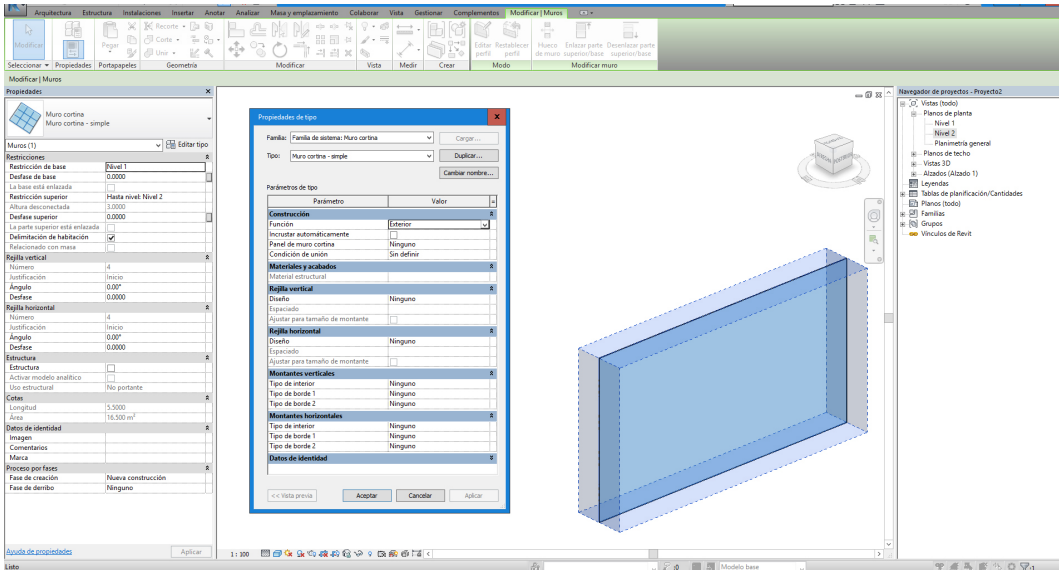 Arquitectura Estructura Instalaciones Insertar Anotar Analizar Masa y emplazamiento Colaborar Vista Gestionar Complementos Modificar | Muros
Modificar Pegar Recorte Corte Unir Editar perfil Restablecer perfil Hueco de muro Enlazar parte superior/base Desenlazar parte superior/base
Seleccionar Propiedades Portapapeles Geometría Modificar Vista Medir Crear Modo Modificar muro
Modificar | Muros
Propiedades
Muro cortina
Muro cortina - simple
Muros (1) Editar tipo
Restricciones
Restricción de base Nivel 1
Desfase de base 0.0000
La base está enlazada
Restricción superior Hasta nivel: Nivel 2
Altura desconectada 3.0000
Desfase superior 0.0000
La parte superior está enlazada
Delimitación de habitación
Relacionado con masa
Rejilla vertical
Número 4
Justificación Inicio
Ángulo 0.00°
Desfase 0.0000
Rejilla horizontal
Número 4
Justificación Inicio
Ángulo 0.00°
Desfase 0.0000
Estructura
Estructura
Activar modelo analítico
Uso estructural No portante
Cotas
Longitud 5.5000
Área 16.500 m²
Datos de identidad
Imagen
Comentarios
Marca
Proceso por fases
Fase de creación Nueva construcción
Fase de derribo Ninguno
Ayuda de propiedades Aplicar
Listo
Propiedades de tipo
Familia: Familia de sistema: Muro cortina Cargar...
Tipo: Muro cortina - simple Duplicar...
Cambiar nombre...
Parámetros de tipo
Parámetro Valor =
Construcción
Función Exterior
Incrustar automáticamente
Panel de muro cortina Ninguno
Condición de unión Sin definir
Materiales y acabados
Material estructural
Rejilla vertical
Diseño Ninguno
Espaciado
Ajustar para tamaño de montante
Rejilla horizontal
Diseño Ninguno
Espaciado
Ajustar para tamaño de montante
Montantes verticales
Tipo de interior Ninguno
Tipo de borde 1 Ninguno
Tipo de borde 2 Ninguno
Montantes horizontales
Tipo de interior Ninguno
Tipo de borde 1 Ninguno
Tipo de borde 2 Ninguno
Datos de identidad
<< Vista previa Aceptar Cancelar Aplicar
1 : 100
:0 Modelo base
:1
Navegador de proyectos - Proyecto2
Vistas (todo)
Planos de planta
Nivel 1
Nivel 2
Planimetría general
Planos de techo
Vistas 3D
Alzados (Alzado 1)
Leyendas
Tablas de planificación/Cantidades
Planos (todo)
Familias
Grupos
Vínculos de Revit